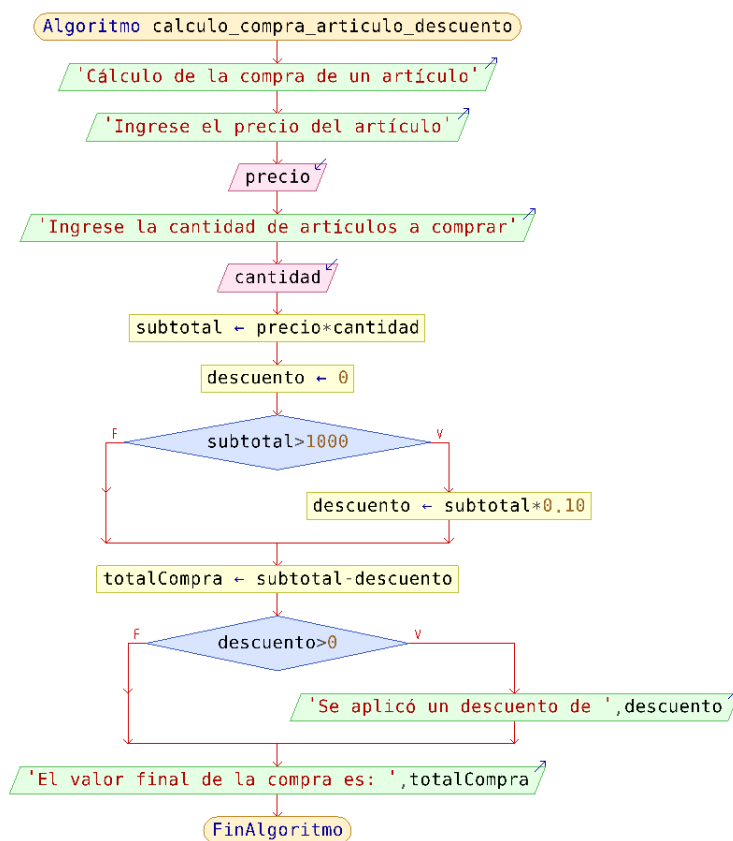 Algoritmo calculo_compra_articulo_descuento
'Cálculo de la compra de un artículo'
'Ingrese el precio del artículo'
precio
'Ingrese la cantidad de artículos a comprar'
cantidad
subtotal ← precio*cantidad
descuento ← 0
F
subtotal>1000
V
descuento ← subtotal*0.10
totalCompra ← subtotal-descuento
F
descuento>0
V
'Se aplicó un descuento de ',descuento
'El valor final de la compra es: ',totalCompra
FinAlgoritmo